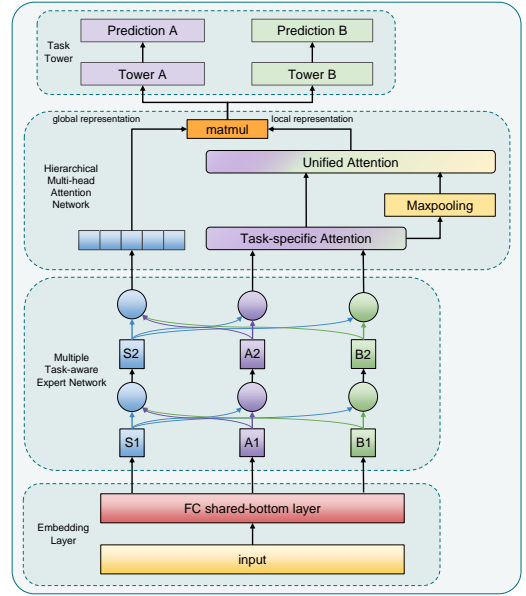 Prediction A
Prediction B
Task
Tower
Tower A
Tower B
global representation
local representation
matmul
Unified Attention
Hierarchical
Multi-head
Attention
Network
Maxpooling
Task-specific Attention
S2
A2
B2
Multiple
Task-aware
Expert Network
S1
A1
B1
FC shared-bottom layer
Embedding
Layer
input